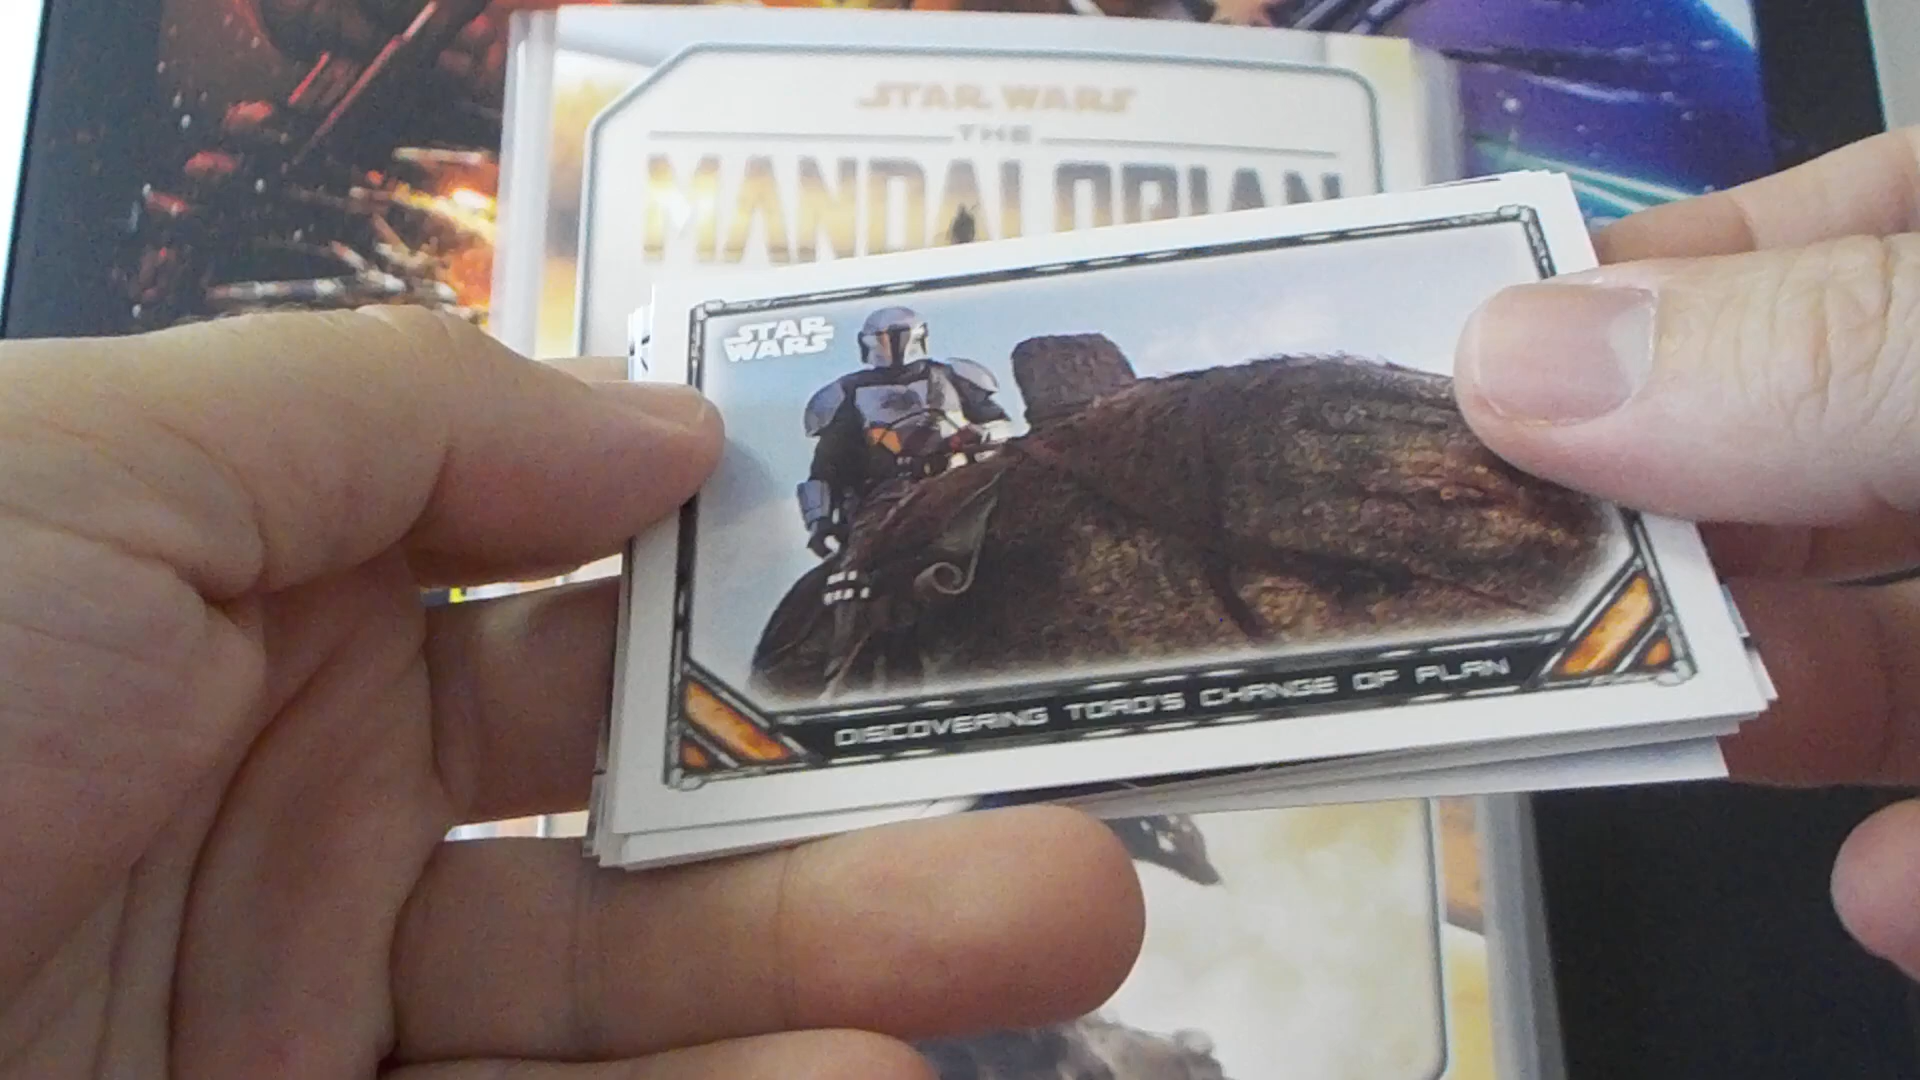 STAR WARS
THE
MANDALORIAN
STAR
WARS
DISCOVERING TORO'S CHANGE OF PLAN